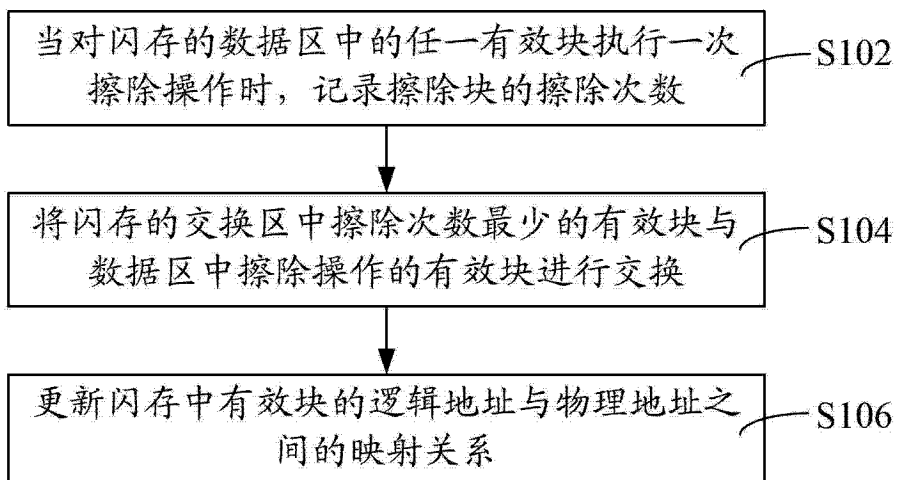 当对闪存的数据区中的任一有效块执行一次
擦除操作时，记录擦除块的擦除次数
S102
将闪存的交换区中擦除次数最少的有效块与
数据区中擦除操作的有效块进行交换
S104
更新闪存中有效块的逻辑地址与物理地址之
间的映射关系
S106